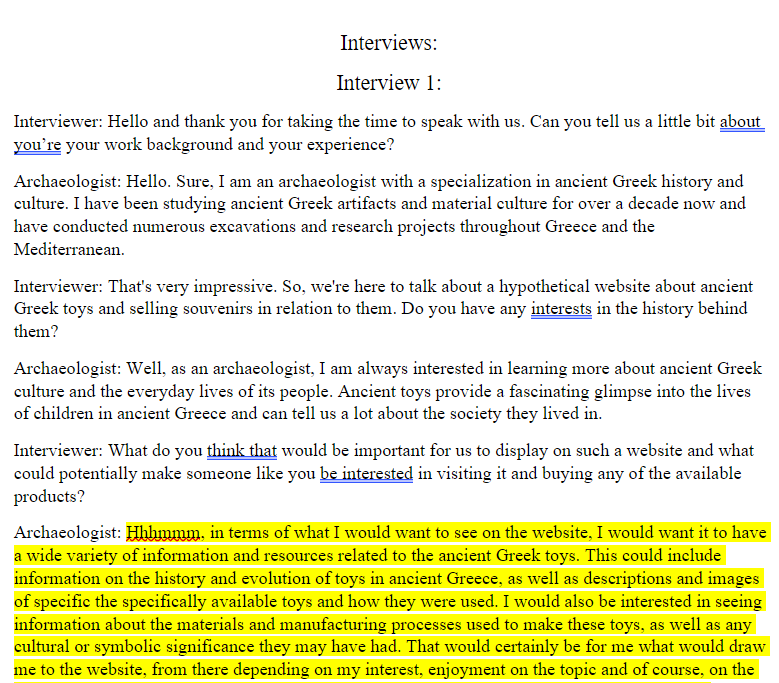 Interviews:
Interview 1:
Interviewer: Hello and thank you for taking the time to speak with us. Can you tell us a little bit about
you’re your work background and your experience?
Archaeologist: Hello. Sure, I am an archaeologist with a specialization in ancient Greek history and
culture. I have been studying ancient Greek artifacts and material culture for over a decade now and
have conducted numerous excavations and research projects throughout Greece and the
Mediterranean.
Interviewer: That's very impressive. So, we're here to talk about a hypothetical website about ancient
Greek toys and selling souvenirs in relation to them. Do you have any interests in the history behind
them?
Archaeologist: Well, as an archaeologist, I am always interested in learning more about ancient Greek
culture and the everyday lives of its people. Ancient toys provide a fascinating glimpse into the lives
of children in ancient Greece and can tell us a lot about the society they lived in.
Interviewer: What do you think that would be important for us to display on such a website and what
could potentially make someone like you be interested in visiting it and buying any of the available
products?
Archaeologist: Hhhmmm, in terms of what I would want to see on the website, I would want it to have
a wide variety of information and resources related to the ancient Greek toys. This could include
information on the history and evolution of toys in ancient Greece, as well as descriptions and images
of specific the specifically available toys and how they were used. I would also be interested in seeing
information about the materials and manufacturing processes used to make these toys, as well as any
cultural or symbolic significance they may have had. That would certainly be for me what would draw
me to the website, from there depending on my interest, enjoyment on the topic and of course, on the